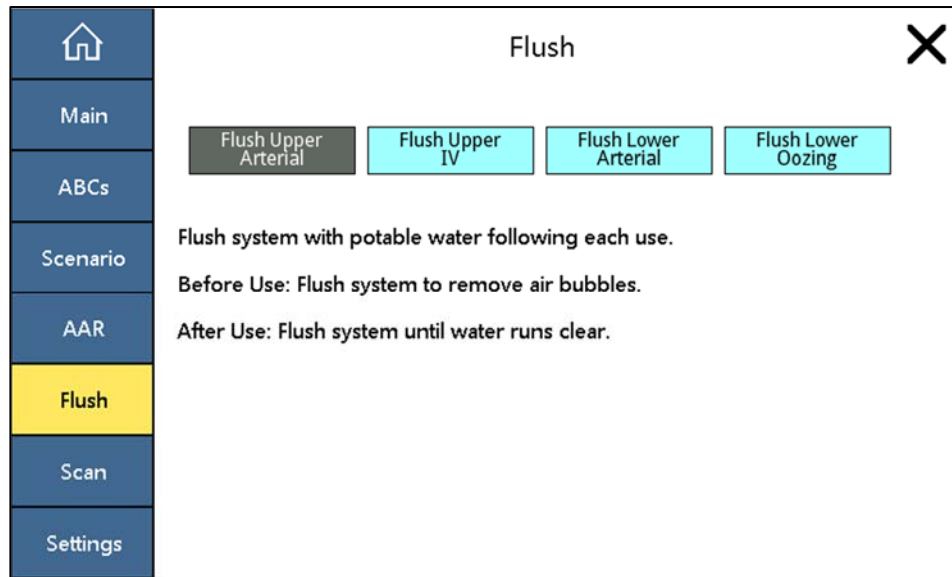 Flush
Main
ABCs
Scenario
AAR
Flush
Scan
Settings
Flush Upper
Arterial
Flush Upper
IV
Flush Lower
Arterial
Flush Lower
Oozing
Flush system with potable water following each use.
Before Use: Flush system to remove air bubbles.
After Use: Flush system until water runs clear.